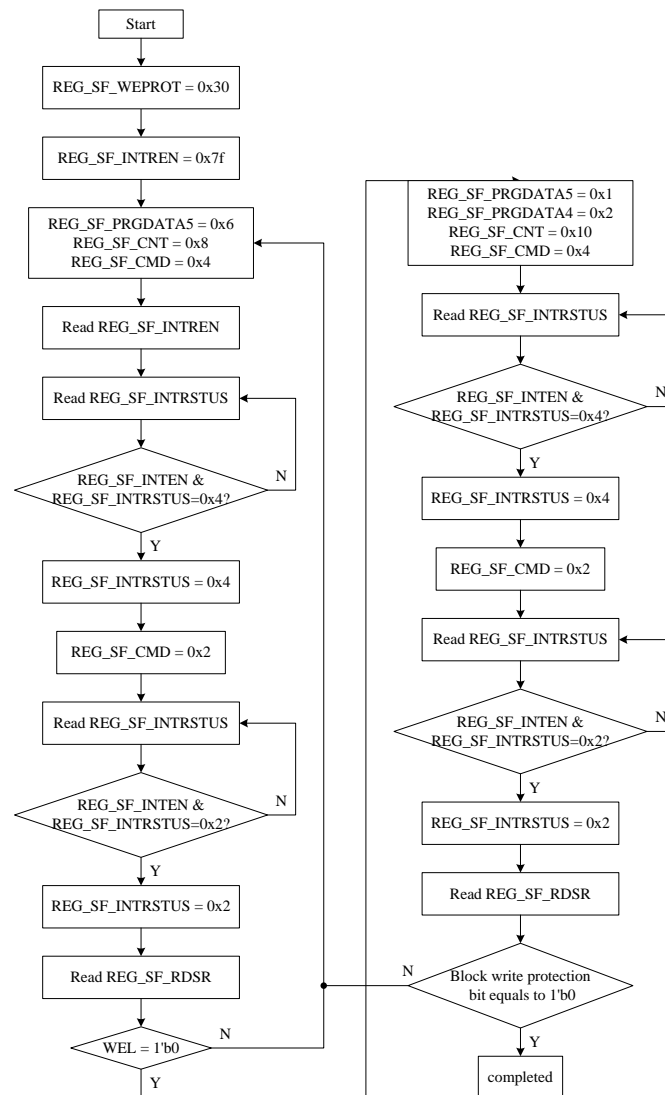 Start
REG_SF_WEPROT = 0x30
REG_SF_INTREN = 0x7f
REG_SF_PRGDATA5 = 0x6
REG_SF_CNT = 0x8
REG_SF_CMD = 0x4
Read REG_SF_INTREN
Read REG_SF_INTRSTUS
REG_SF_INTEN &
REG_SF_INTRSTUS=0x4?
N
Y
REG_SF_INTRSTUS = 0x4
REG_SF_CMD = 0x2
Read REG_SF_INTRSTUS
REG_SF_INTEN &
REG_SF_INTRSTUS=0x2?
N
Y
REG_SF_INTRSTUS = 0x2
Read REG_SF_RDSR
WEL = 1'b0
N
Y
REG_SF_PRGDATA5 = 0x1
REG_SF_PRGDATA4 = 0x2
REG_SF_CNT = 0x10
REG_SF_CMD = 0x4
Read REG_SF_INTRSTUS
REG_SF_INTEN &
REG_SF_INTRSTUS=0x4?
N
Y
REG_SF_INTRSTUS = 0x4
REG_SF_CMD = 0x2
Read REG_SF_INTRSTUS
REG_SF_INTEN &
REG_SF_INTRSTUS=0x2?
N
Y
REG_SF_INTRSTUS = 0x2
Read REG_SF_RDSR
Block write protection
bit equals to 1'b0
N
Y
completed